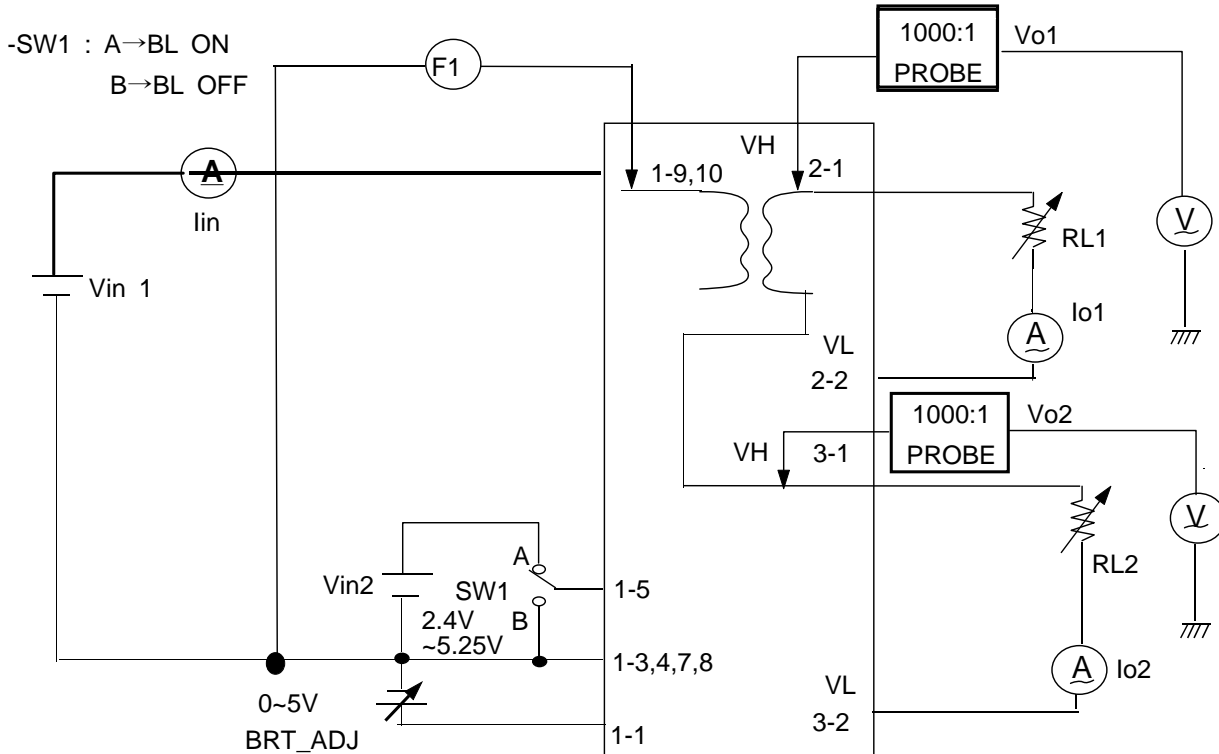 -SW1 : A→BL ON
B→BL OFF
F1
1000:1
PROBE
Vo1
A
Iin
VH
1-9,10
2-1
V
RL1
Vin 1
Io1
A
VL
2-2
1000:1
PROBE
Vo2
VH
3-1
V
RL2
A
Vin2
SW1
B
2.4V
~5.25V
1-5
1-3,4,7,8
A
Io2
0~5V
BRT_ADJ
VL
3-2
1-1